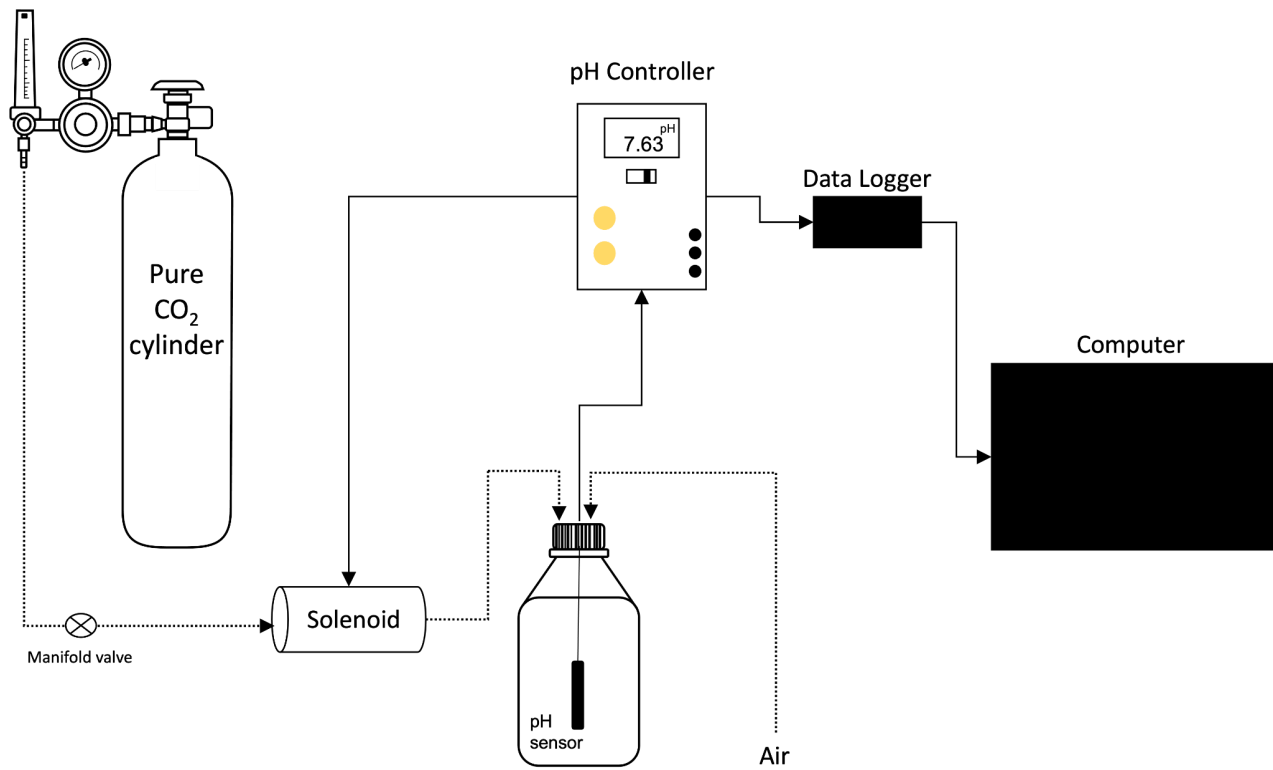 pH Controller
pH
7.63
Data Logger
Pure
CO₂
cylinder
Computer
Solenoid
Manifold valve
pH
sensor
Air